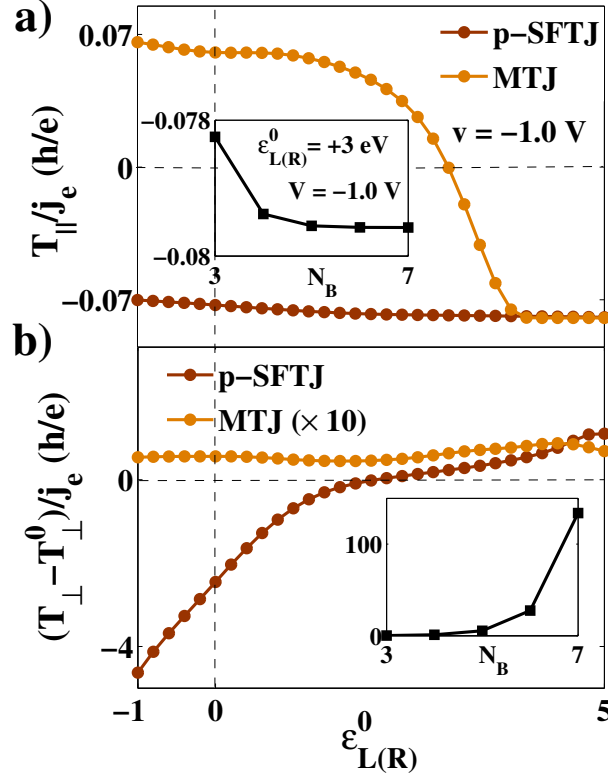 a)
0.07
0
−0.07
T∥/je (h/e)
p-SFTJ
MTJ
v = −1.0 V
−0.078
−0.08
ε⁰L(R) = +3 eV
V = −1.0 V
3 NB 7
b)
p-SFTJ
MTJ (× 10)
0
−4
(T⊥−T⊥⁰)/je (h/e)
100
0
3 NB 7
−1 0 5
ε⁰L(R)